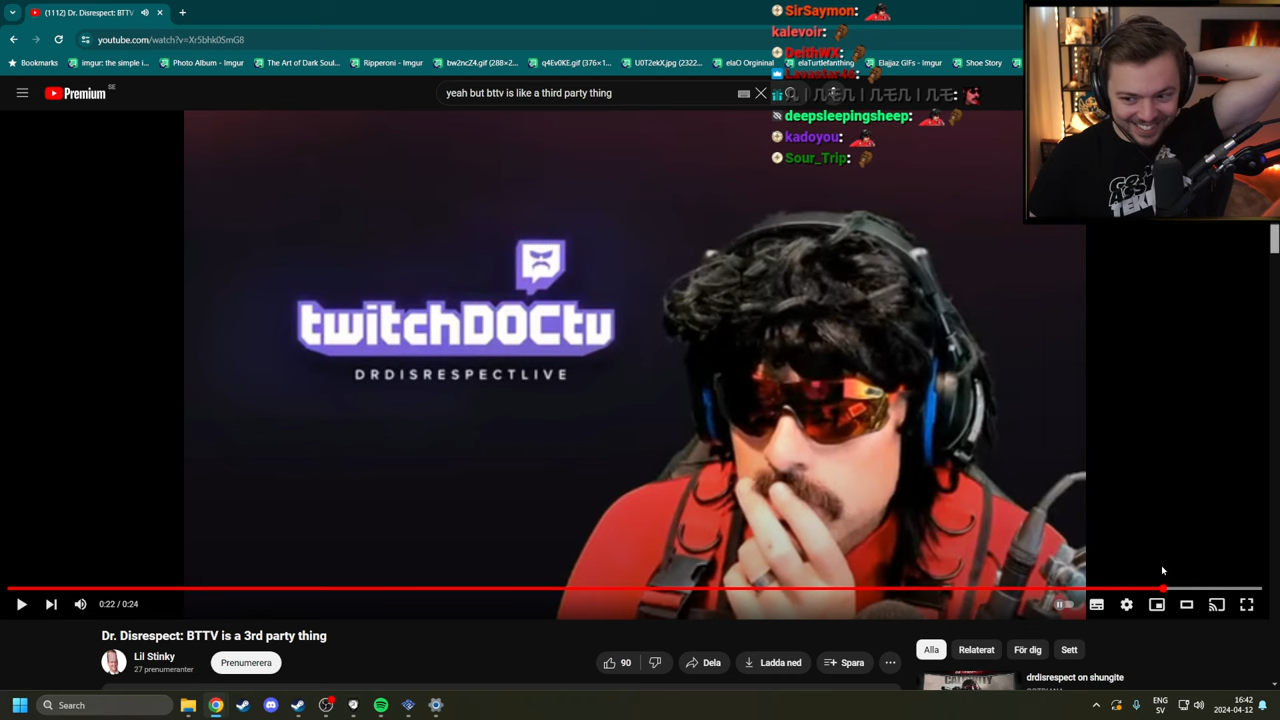 (1112) Dr. Disrespect: BTTV
youtube.com/watch?v=Xr5bhk0SmG8
Bookmarks
imgur: the simple i...
Photo Album - Imgur
The Art of Dark Soul...
Ripperoni - Imgur
bw2nc24.gif (288×2...
q4Ev0KE.gif (376×1...
U0T2ekX.jpg (2322...
elaO Orgininal
elaTurtlefanthing
Elajjaz GIFs - Imgur
Shoe Story
Premium SE
yeah but bttv is like a third party thing
SirSaymon:
kalevoir:
DeithWX:
Lavastar46:
deepsleepingsheep:
kadoyou:
Sour_Trip:
twitchDOCtv
DRDISRESPECTLIVE
0:22 / 0:24
Dr. Disrespect: BTTV is a 3rd party thing
Lil Stinky
27 prenumeranter
Prenumerera
90
Dela
Ladda ned
Spara
Alla
Relaterat
För dig
Sett
drdisrespect on shungite
Search
ENG
SV
16:42
2024-04-12